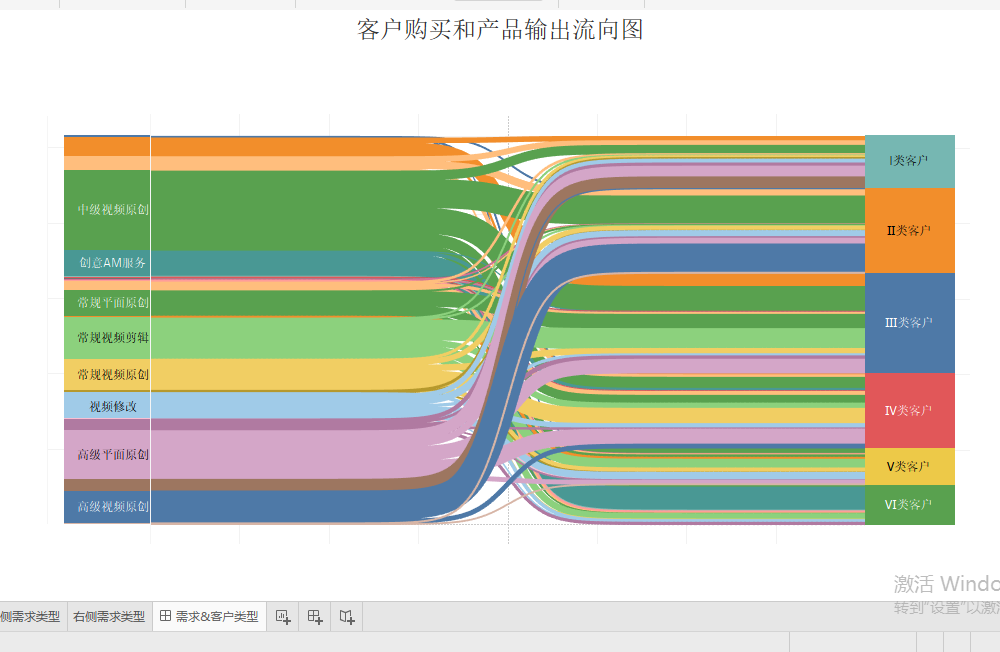 客户购买和产品输出流向图
中级视频原创
创意AM服务
常规平面原创
常规视频剪辑
常规视频原创
视频修改
高级平面原创
高级视频原创
I类客户
II类客户
III类客户
IV类客户
V类客户
VI类客户
激活 Windo
转到"设置"以激
侧需求类型
右侧需求类型
需求&客户类型